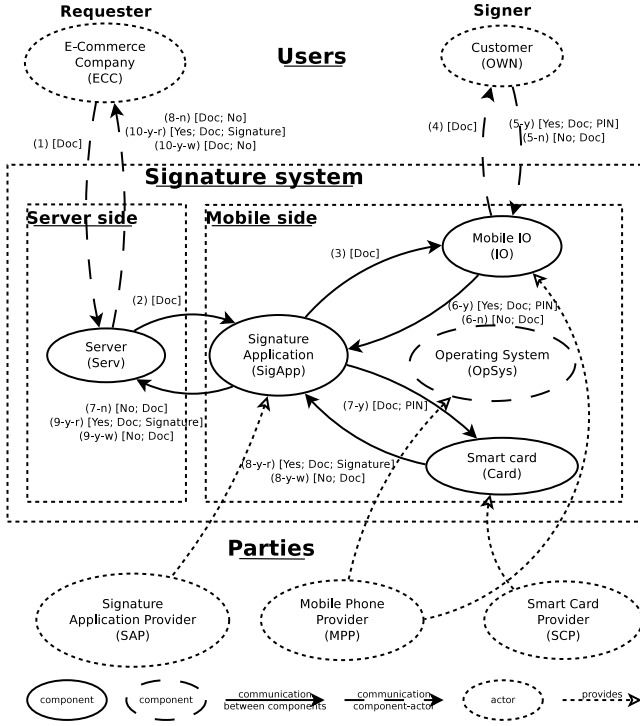 Requester
Signer
E-Commerce
Company
(ECC)
Users
Customer
(OWN)
(1) [Doc]
(8-n) [Doc; No]
(10-y-r) [Yes; Doc; Signature]
(10-y-w) [Doc; No]
(4) [Doc]
(5-y) [Yes; Doc; PIN]
(5-n) [No; Doc]
Signature system
Server side
Mobile side
Mobile IO
(IO)
(3) [Doc]
(2) [Doc]
(6-y) [Yes; Doc; PIN]
(6-n) [No; Doc]
Server
(Serv)
Signature
Application
(SigApp)
Operating System
(OpSys)
(7-n) [No; Doc]
(9-y-r) [Yes; Doc; Signature]
(9-y-w) [No; Doc]
(7-y) [Doc; PIN]
(8-y-r) [Yes; Doc; Signature]
(8-y-w) [No; Doc]
Smart card
(Card)
Parties
Signature
Application Provider
(SAP)
Mobile Phone
Provider
(MPP)
Smart Card
Provider
(SCP)
component
component
communication
between components
communication
component-actor
actor
provides